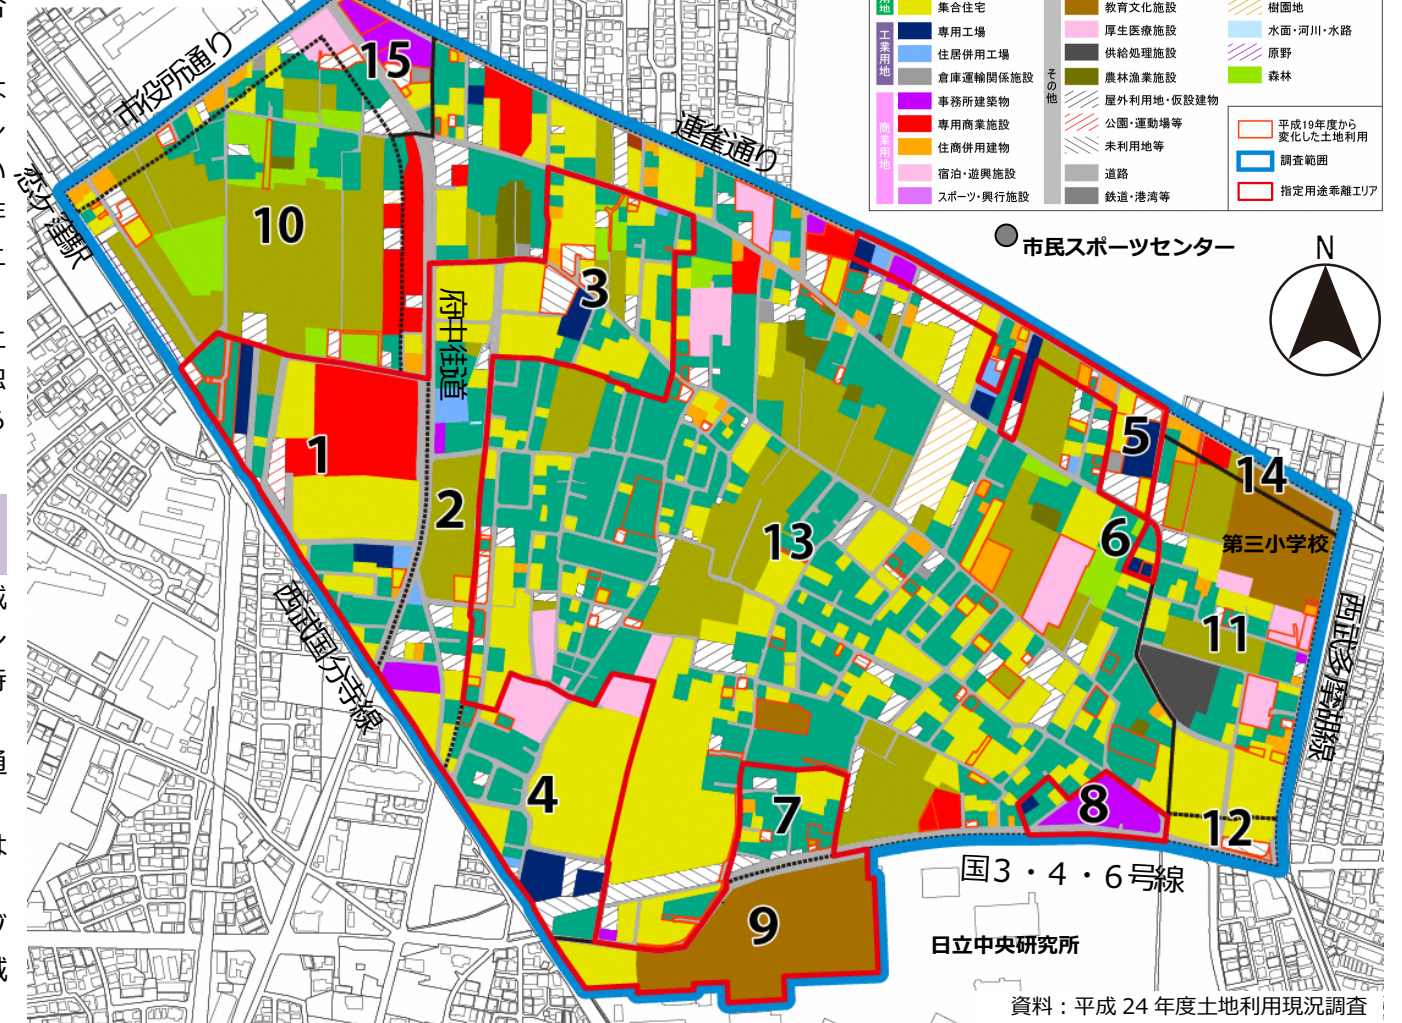 集合住宅
専用工場
住居併用工場
倉庫運輸関係施設
事務所建築物
専用商業施設
住商併用建物
宿泊・遊興施設
スポーツ・興行施設
工業用地
商業用地
その他
教育文化施設
厚生医療施設
供給処理施設
農林漁業施設
屋外利用地・仮設建物
公園・運動場等
未利用地等
道路
鉄道・港湾等
樹園地
水面・河川・水路
原野
森林
平成19年度から
変化した土地利用
調査範囲
指定用途乖離エリア
市民スポーツセンター
N
市役所通り
連雀通り
恋ケ窪駅
府中街道
西武国分寺線
西武多摩湖線
第三小学校
国3・4・6号線
日立中央研究所
1
2
3
4
5
6
7
8
9
10
11
12
13
14
15
資料：平成 24 年度土地利用現況調査